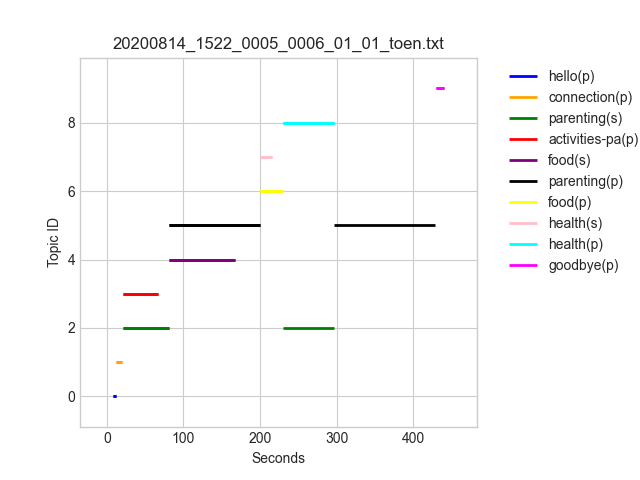 20200814_1522_0005_0006_01_01_toen.txt
hello(p)
connection(p)
parenting(s)
activities-pa(p)
food(s)
parenting(p)
food(p)
health(s)
health(p)
goodbye(p)
Topic ID
8
6
4
2
0
0 100 200 300 400
Seconds